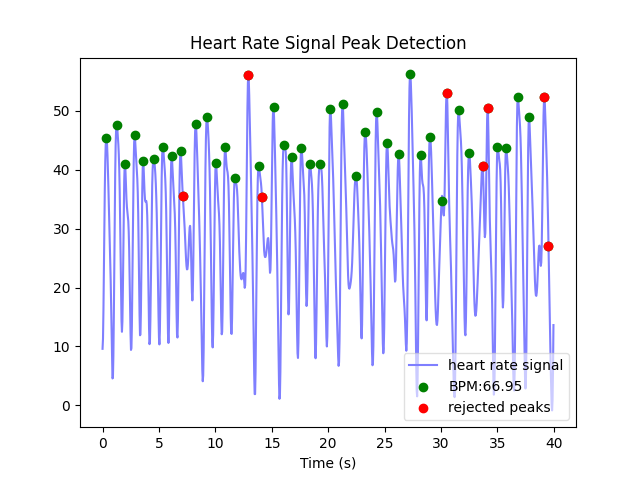 Heart Rate Signal Peak Detection
50
40
30
20
10
0
heart rate signal
BPM:66.95
rejected peaks
0 5 10 15 20 25 30 35 40
Time (s)